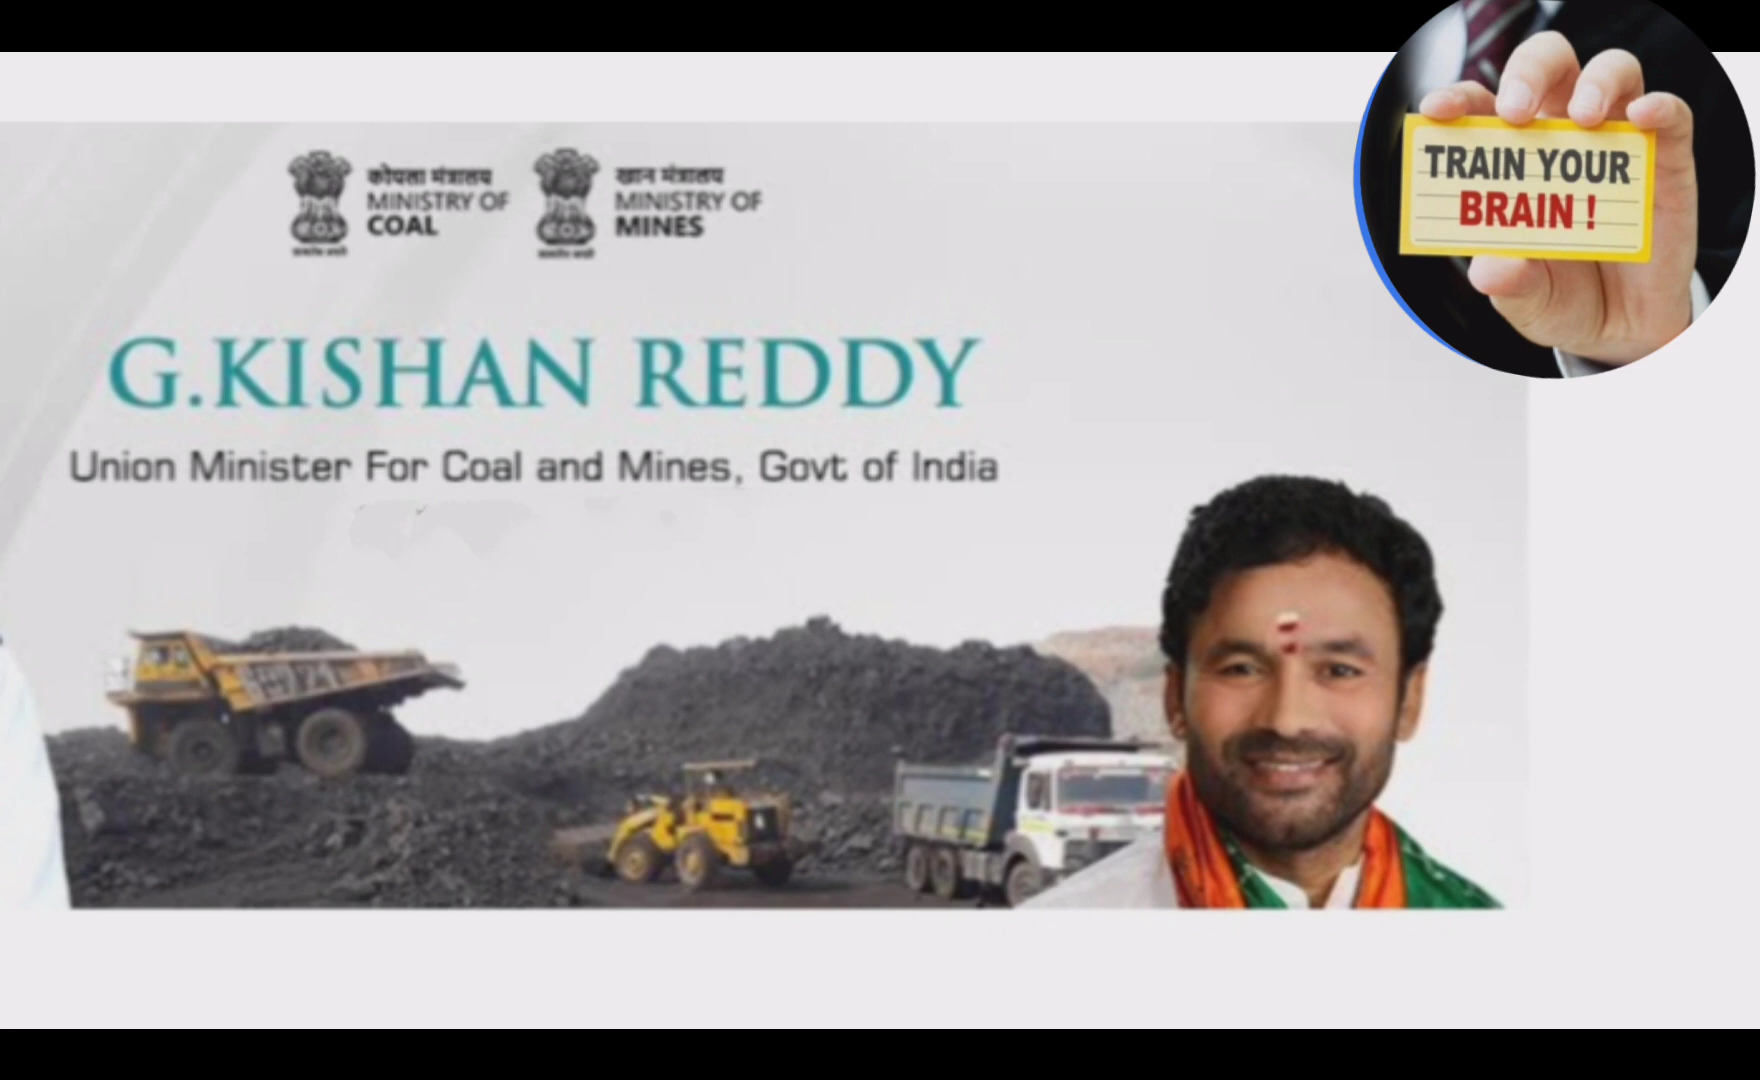 कोयला मंत्रालय
MINISTRY OF
COAL
खान मंत्रालय
MINISTRY OF
MINES
TRAIN YOUR
BRAIN !
G.KISHAN REDDY
Union Minister For Coal and Mines, Govt of India